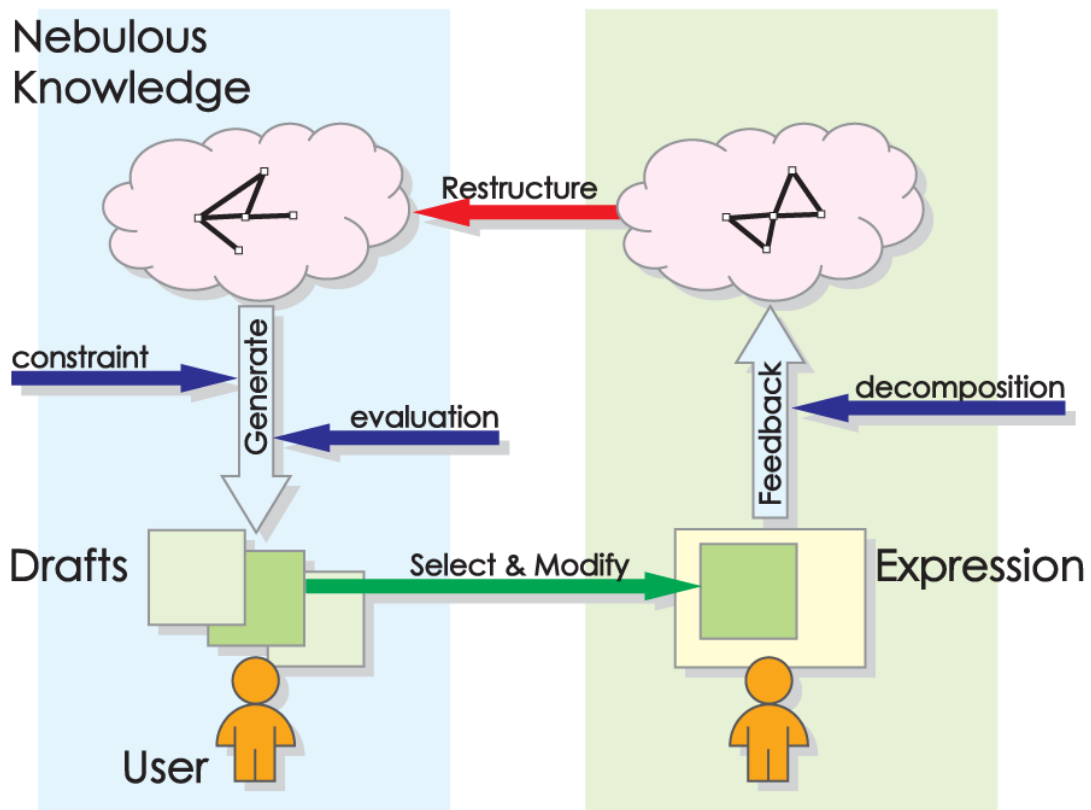 Nebulous
Knowledge
Restructure
constraint
Generate
evaluation
Feedback
decomposition
Drafts
Select & Modify
Expression
User